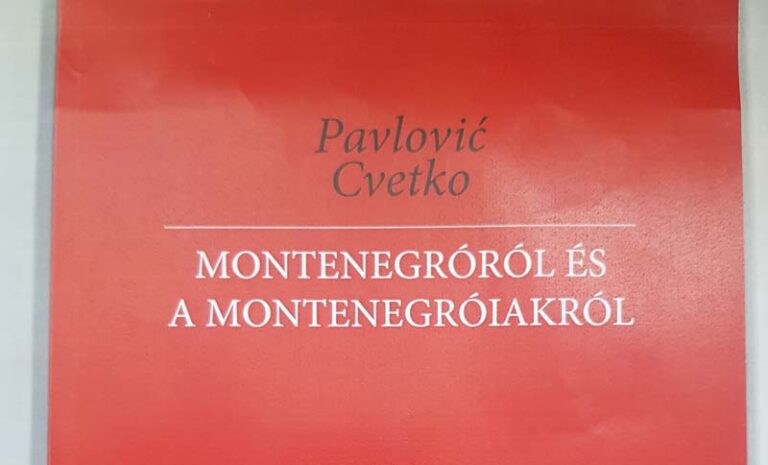 Pavlović
Cvetko
MONTENEGRÓRÓL ÉS
A MONTENEGRÓIAKRÓL